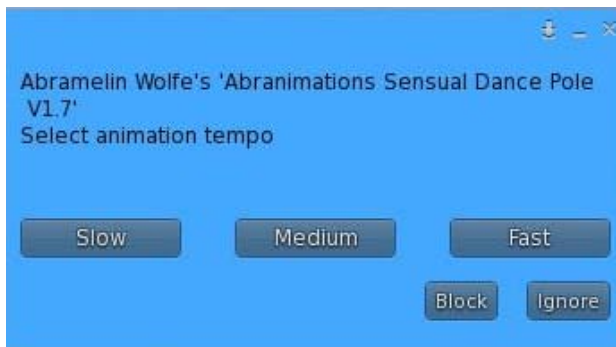 Abramelin Wolfe's 'Abranimations Sensual Dance Pole
V1.7'
Select animation tempo
Slow Medium Fast
Block Ignore